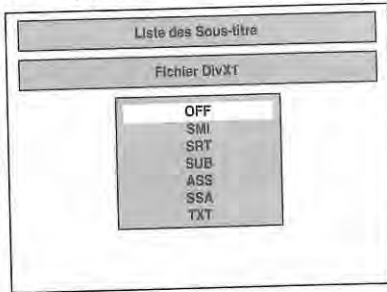 Liste des Sous-titre
Fichier DivX1
OFF
SMI
SRT
SUB
ASS
SSA
TXT